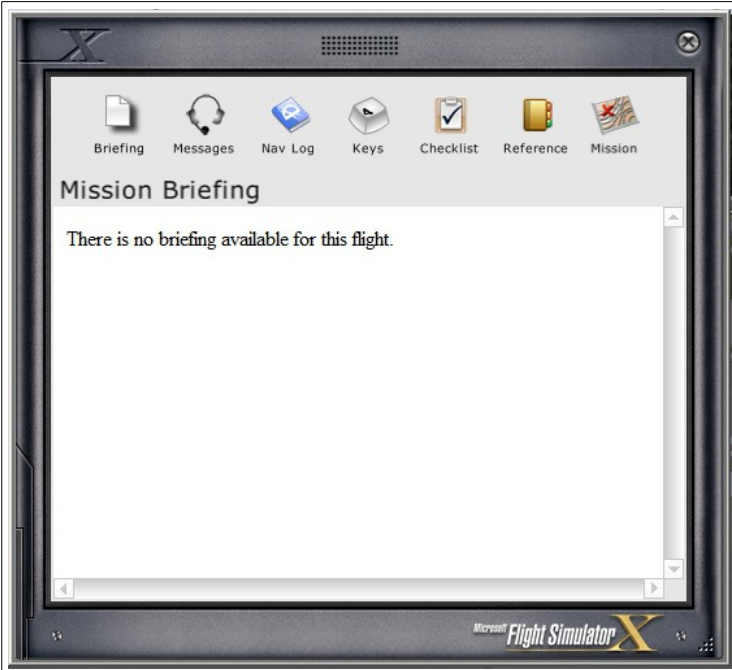 X
Briefing Messages Nav Log Keys Checklist Reference Mission
Mission Briefing
There is no briefing available for this flight.
Microsoft Flight Simulator X